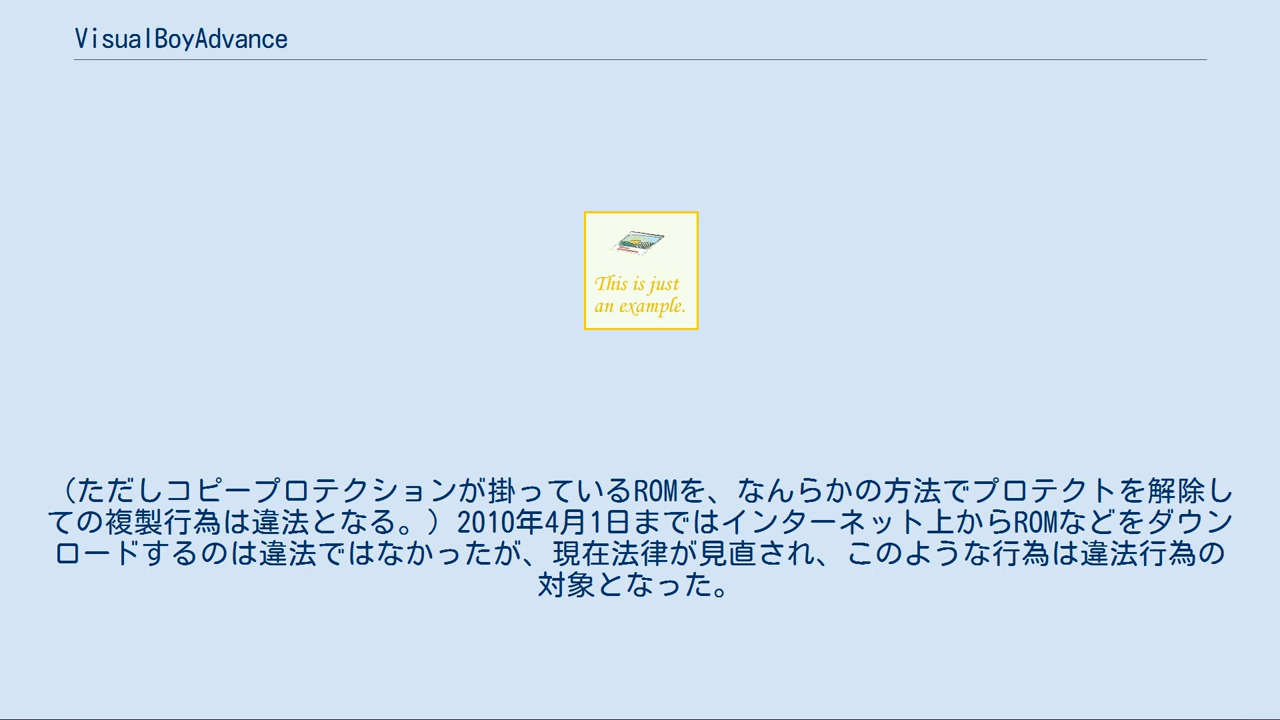 VisualBoyAdvance
This is just
an example.
（ただしコピープロテクションが掛っているROMを、なんらかの方法でプロテクトを解除し
ての複製行為は違法となる。）2010年4月1日まではインターネット上からROMなどをダウン
ロードするのは違法ではなかったが、現在法律が見直され、このような行為は違法行為の
対象となった。